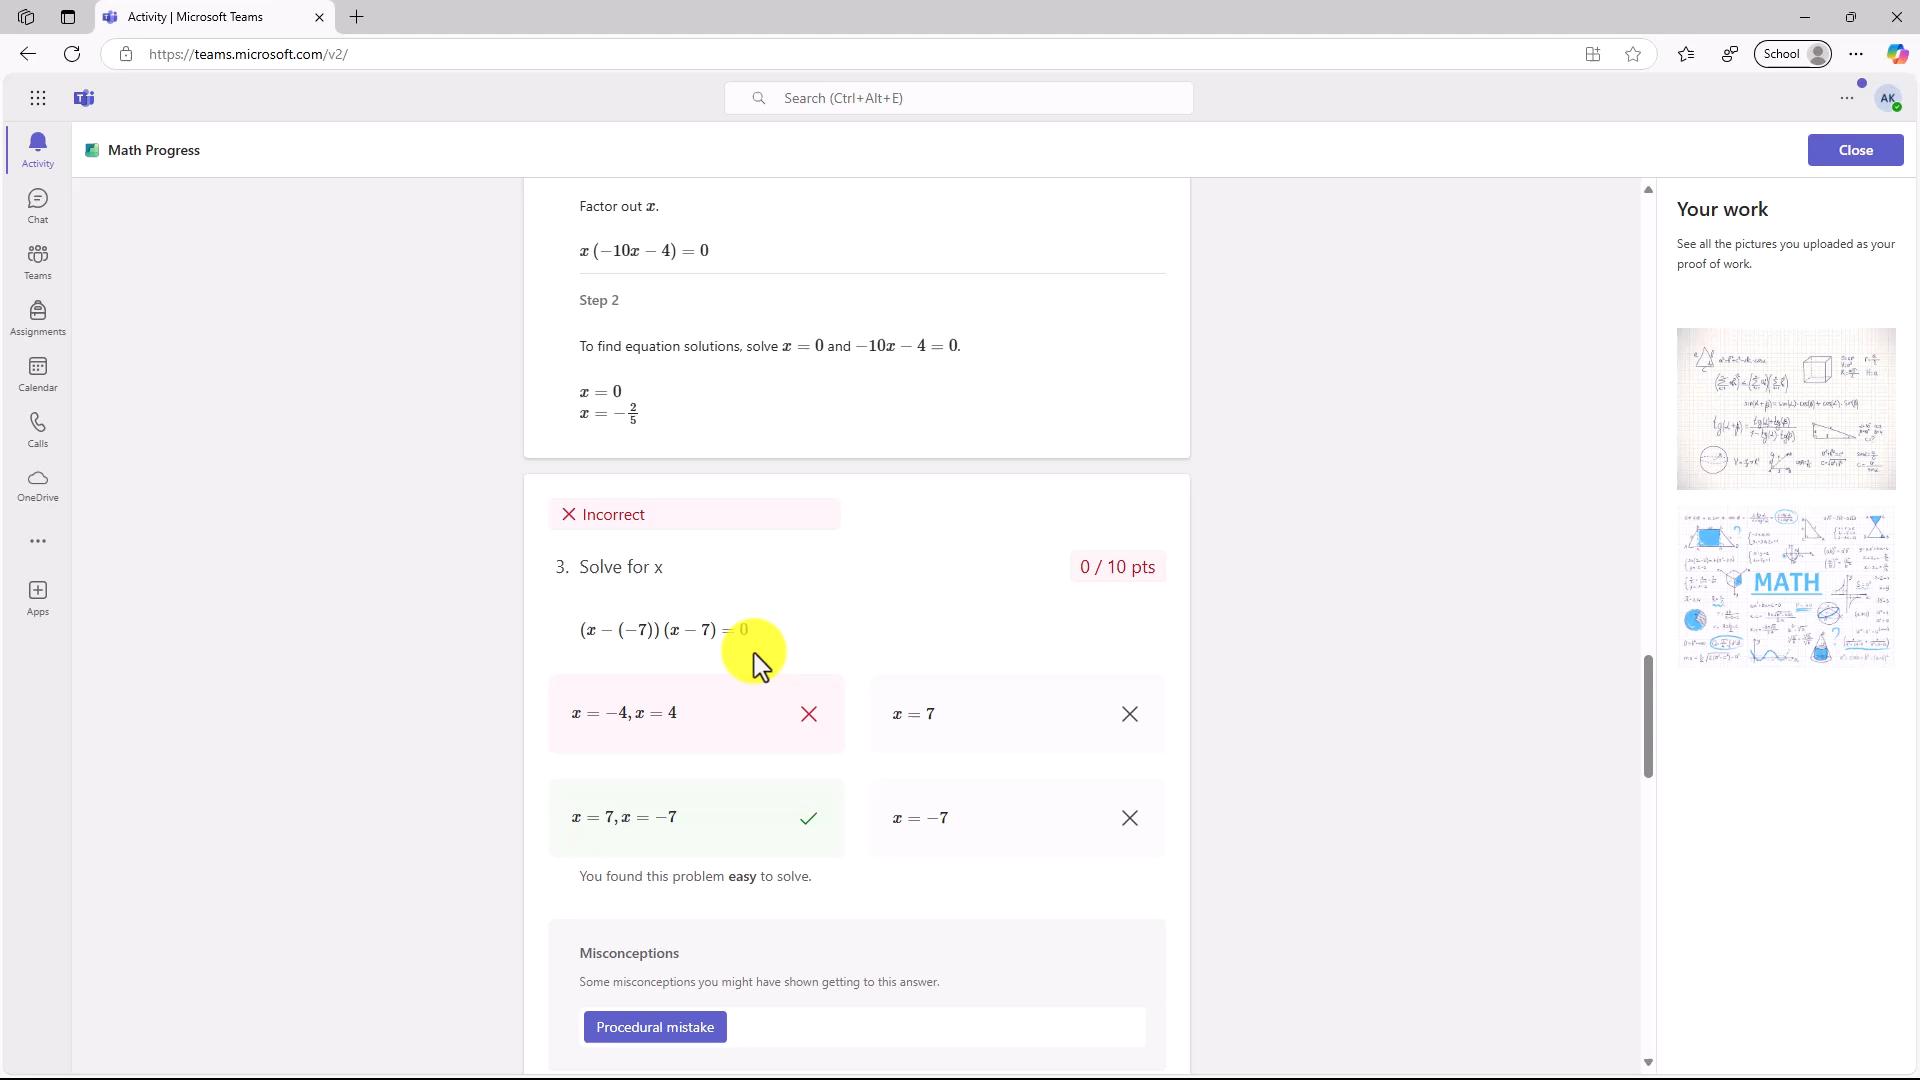 Activity | Microsoft Teams
https://teams.microsoft.com/v2/
School
Search (Ctrl+Alt+E)
AK
Activity
Chat
Teams
Assignments
Calendar
Calls
OneDrive
Apps
Math Progress
Close
Factor out x.
x (−10x − 4) = 0
Step 2
To find equation solutions, solve x = 0 and −10x − 4 = 0.
x = 0
x = −2/5
Incorrect
3. Solve for x
0 / 10 pts
(x − (−7)) (x − 7) = 0
x = −4, x = 4
x = 7
x = 7, x = −7
x = −7
You found this problem easy to solve.
Misconceptions
Some misconceptions you might have shown getting to this answer.
Procedural mistake
Your work
See all the pictures you uploaded as your
proof of work.
MATH